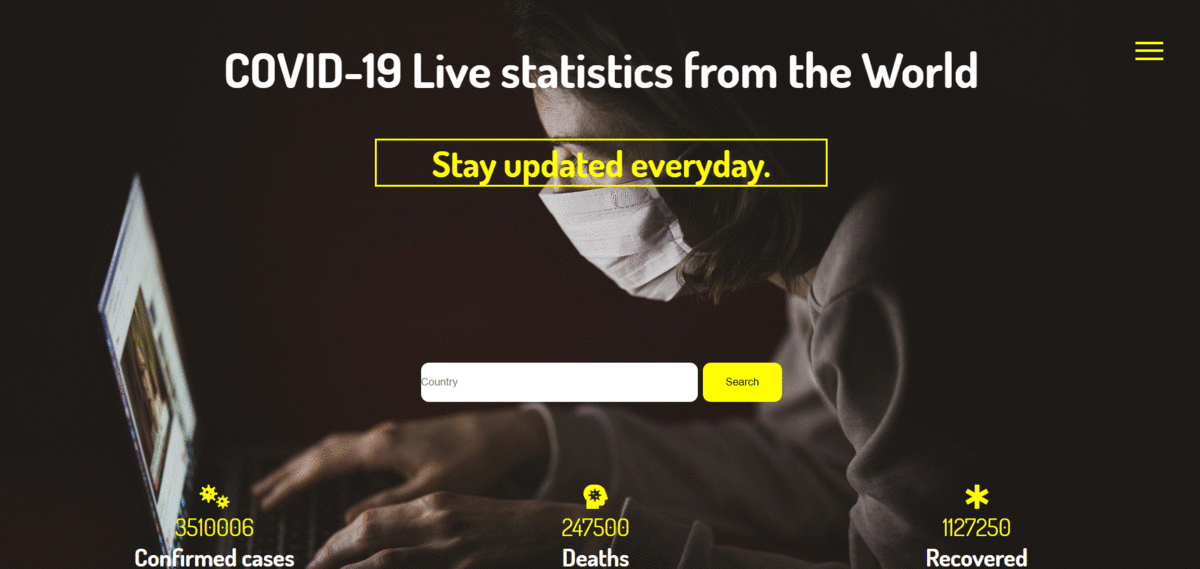 COVID-19 Live statistics from the World
Stay updated everyday.
Country
Search
3510006
247500
1127250
Confirmed cases
Deaths
Recovered